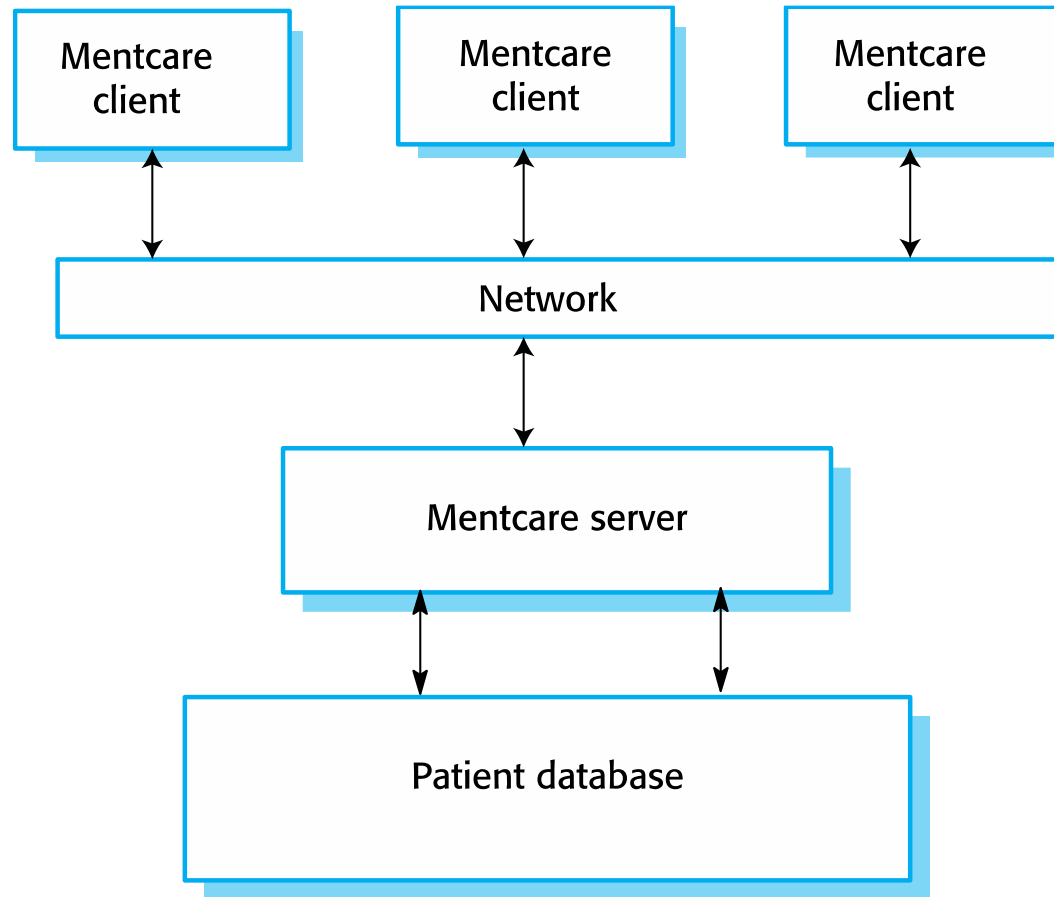 Mentcare
client
Mentcare
client
Mentcare
client
Network
Mentcare server
Patient database